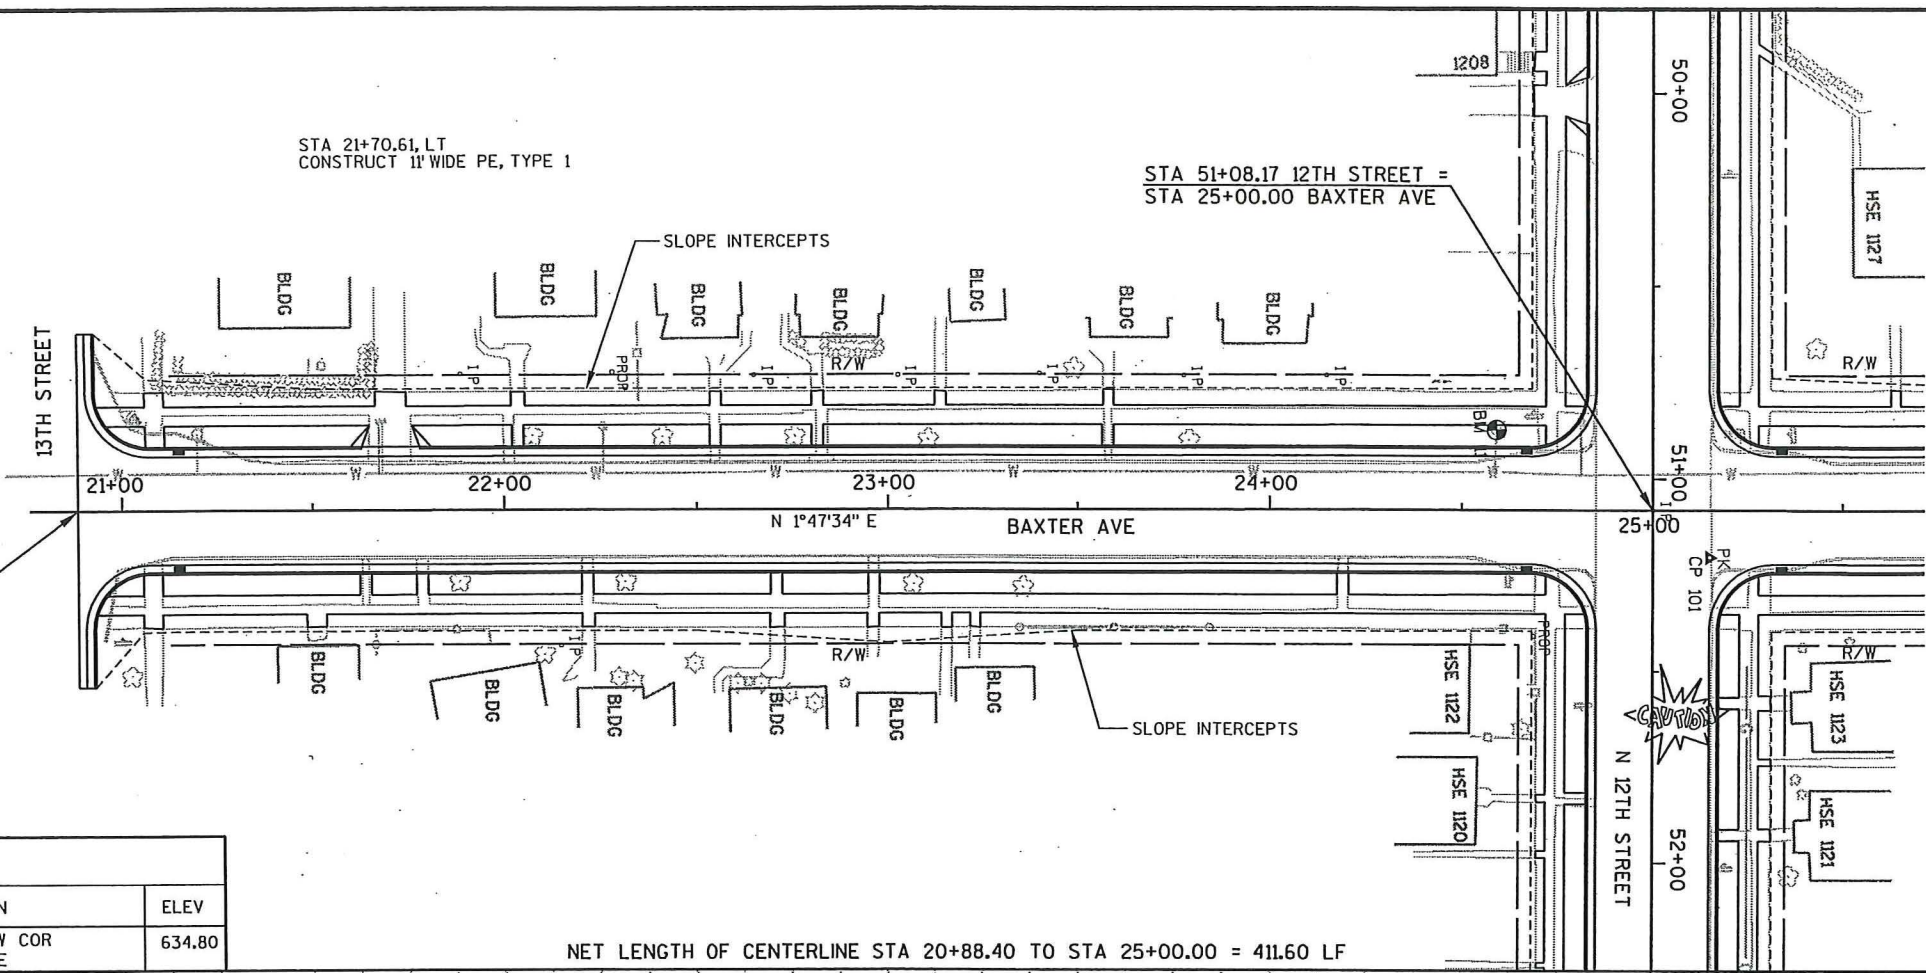 1208
50+00
STA 21+70.61, LT
CONSTRUCT 11' WIDE PE, TYPE 1
STA 51+08.17 12TH STREET =
STA 25+00.00 BAXTER AVE
HSE 1127
SLOPE INTERCEPTS
BLDG
BLDG
BLDG
BLDG
BLDG
BLDG
BLDG
13TH STREET
PROP
I P
I P
R/W
I P
I P
I P
I P
R/W
BM
51+00
W
W
W
W
W
W
W
W
21+00
22+00
23+00
24+00
25+00
I P
N 1°47'34" E
BAXTER AVE
PK
CP 101
I P
PROP
R/W
R/W
BLDG
BLDG
BLDG
BLDG
BLDG
BLDG
SLOPE INTERCEPTS
HSE 1122
CAUTION
HSE 1123
HSE 1120
N 12TH STREET
HSE 1121
52+00
N
ELEV
W COR
E
634.80
NET LENGTH OF CENTERLINE STA 20+88.40 TO STA 25+00.00 = 411.60 LF